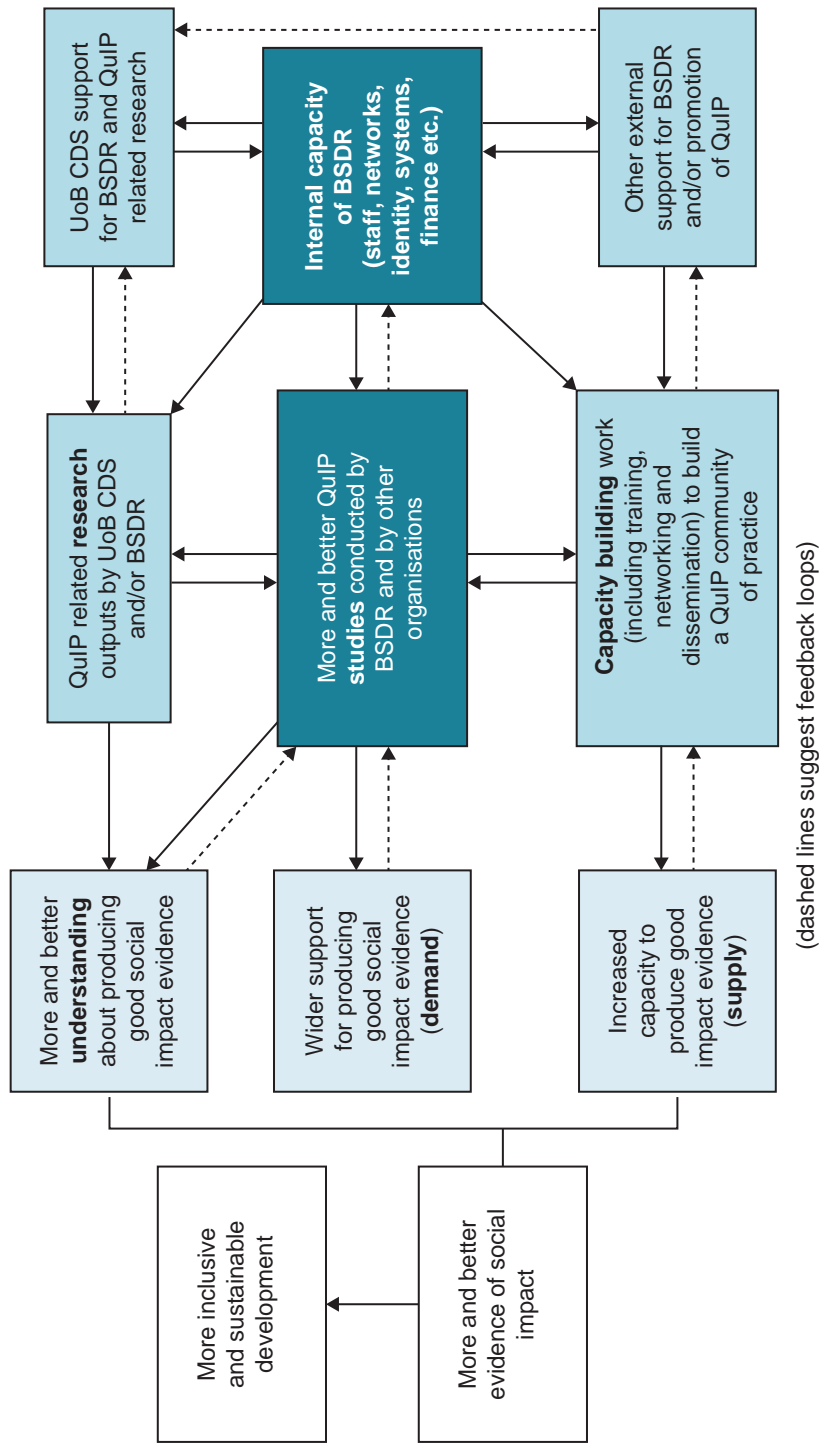 More inclusive
and sustainable
development
More and better
evidence of social
impact
More and better
understanding
about producing
good social
impact evidence
Wider support
for producing
good social
impact evidence
(demand)
Increased
capacity to
produce good
impact evidence
(supply)
QuIP related research
outputs by UoB CDS
and/or BSDR
More and better QuIP
studies conducted by
BSDR and by other
organisations
Capacity building work
(including training,
networking and
dissemination) to build
a QuIP community
of practice
UoB CDS support
for BSDR and QuIP
related research
Internal capacity
of BSDR
(staff, networks,
identity, systems,
finance etc.)
Other external
support for BSDR
and/or promotion
of QuIP
(dashed lines suggest feedback loops)